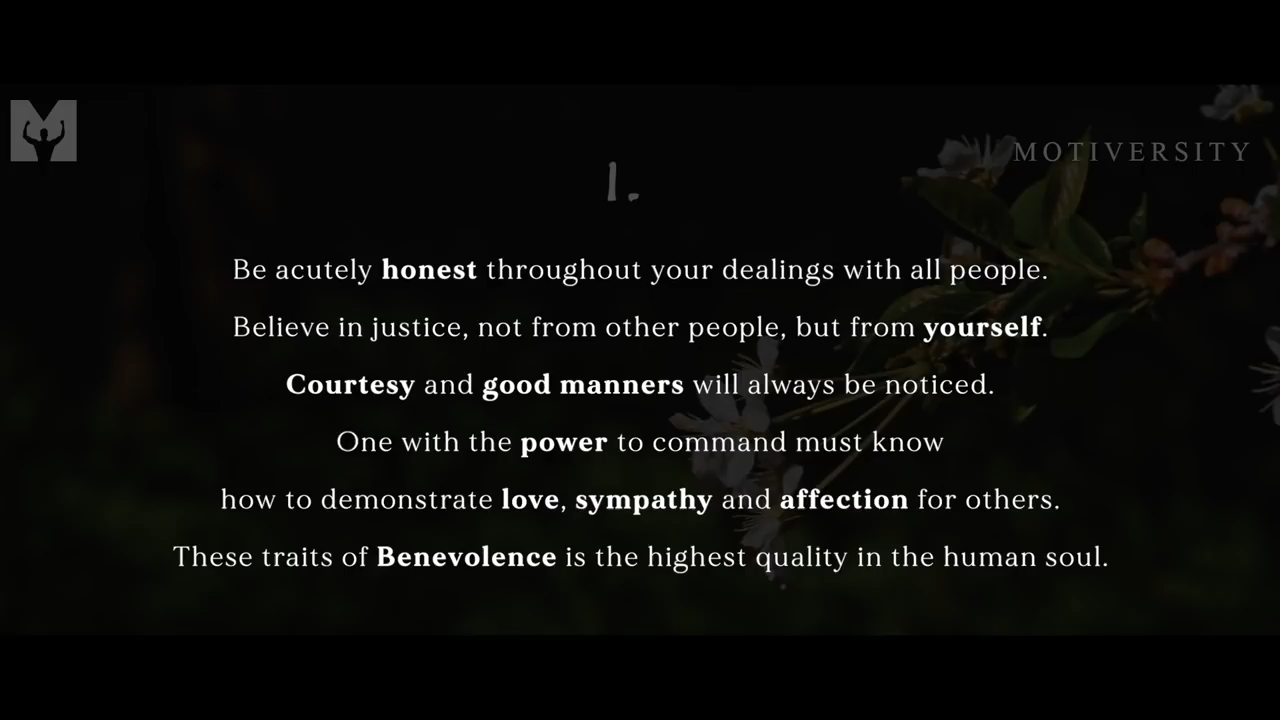 MOTIVERSITY
1.
Be acutely honest throughout your dealings with all people.
Believe in justice, not from other people, but from yourself.
Courtesy and good manners will always be noticed.
One with the power to command must know
how to demonstrate love, sympathy and affection for others.
These traits of Benevolence is the highest quality in the human soul.